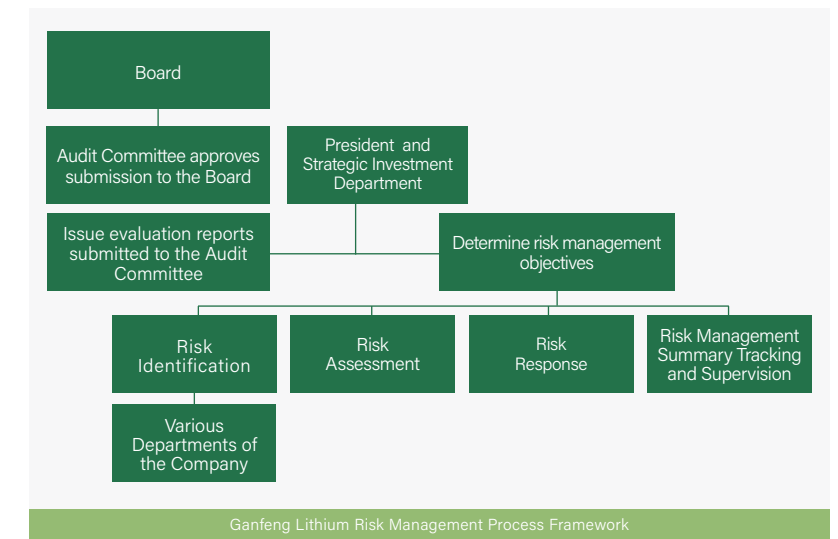 Board
Audit Committee approves
submission to the Board
President and
Strategic Investment
Department
Issue evaluation reports
submitted to the Audit
Committee
Determine risk management
objectives
Risk
Identification
Risk
Assessment
Risk
Response
Risk Management
Summary Tracking
and Supervision
Various
Departments of
the Company
Ganfeng Lithium Risk Management Process Framework